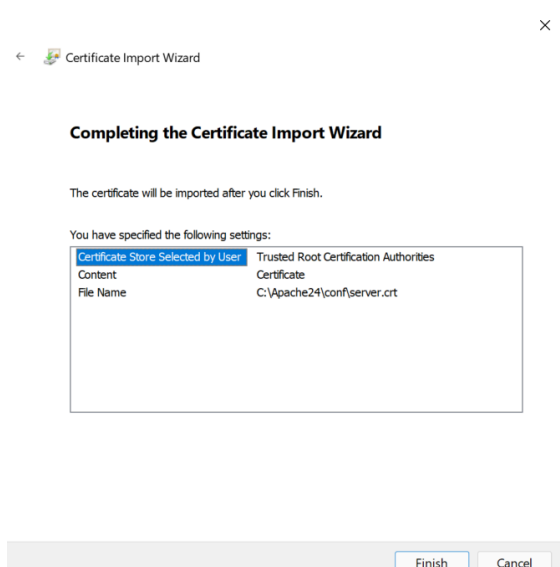 Certificate Import Wizard
Completing the Certificate Import Wizard
The certificate will be imported after you click Finish.
You have specified the following settings:
Certificate Store Selected by User Trusted Root Certification Authorities
Content Certificate
File Name C:\Apache24\conf\server.crt
Finish Cancel